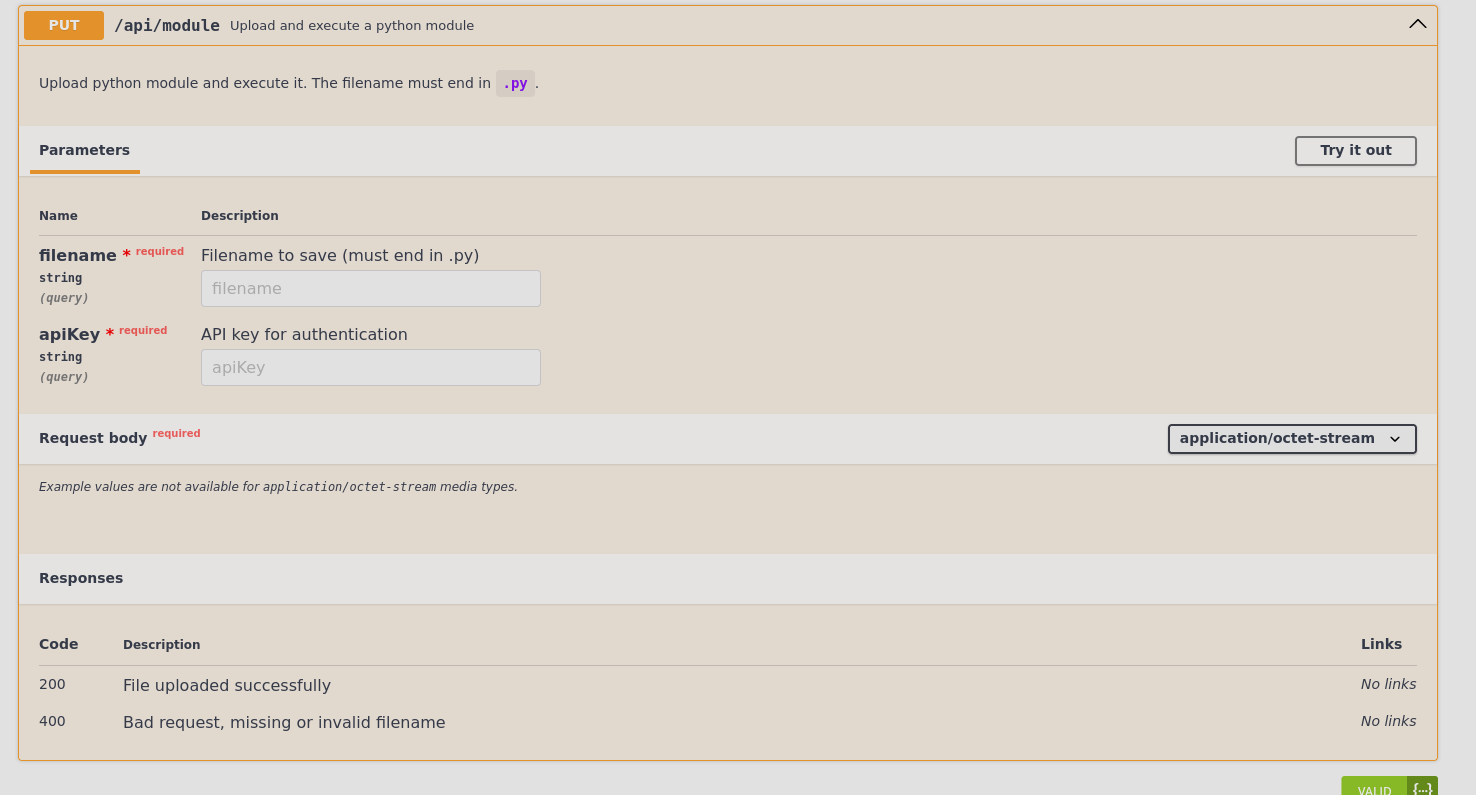 PUT /api/module Upload and execute a python module
Upload python module and execute it. The filename must end in .py .
Parameters Try it out
Name Description
filename * required Filename to save (must end in .py)
string
(query) filename
apiKey * required API key for authentication
string
(query) apiKey
Request body required application/octet-stream
Example values are not available for application/octet-stream media types.
Responses
Code Description Links
200 File uploaded successfully No links
400 Bad request, missing or invalid filename No links
VALID {...}